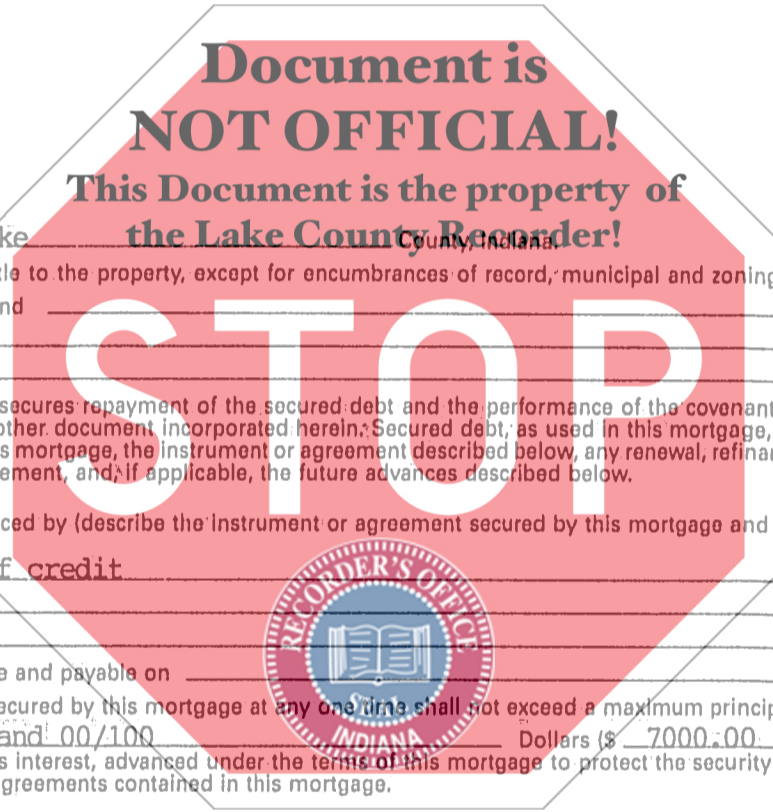 Document is
NOT OFFICIAL!
This Document is the property of
the Lake County Recorder!
ke County, Indiana.
le to the property, except for encumbrances of record, municipal and zoning
nd
STOP
secures repayment of the secured debt and the performance of the covenant
other document incorporated herein. Secured debt, as used in this mortgage,
s mortgage, the instrument or agreement described below, any renewal, refinan
ement, and, if applicable, the future advances described below.
ced by (describe the instrument or agreement secured by this mortgage and
f credit
RECORDER'S OFFICE
e and payable on
SEAL
ecured by this mortgage at any one time shall not exceed a maximum princip
and 00/100 Dollars ($ 7000.00
INDIANA
s interest, advanced under the terms of this mortgage to protect the security
greements contained in this mortgage.